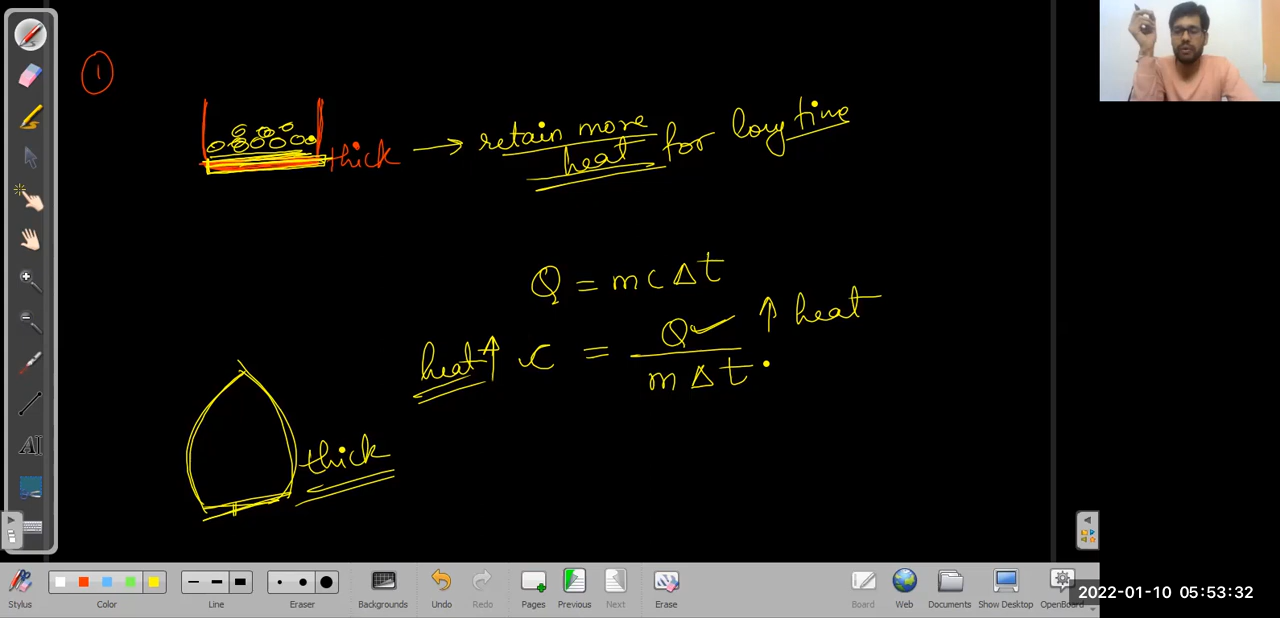 1
thick → retain more
heat for long time
Q = mcΔt
heat↑ c = Q / mΔt ↑ heat
thick
Stylus
Color
Line
Eraser
Backgrounds
Undo
Redo
Pages
Previous
Next
Erase
Board
Web
Documents
Show Desktop
OpenBoard
2022-01-10 05:53:32